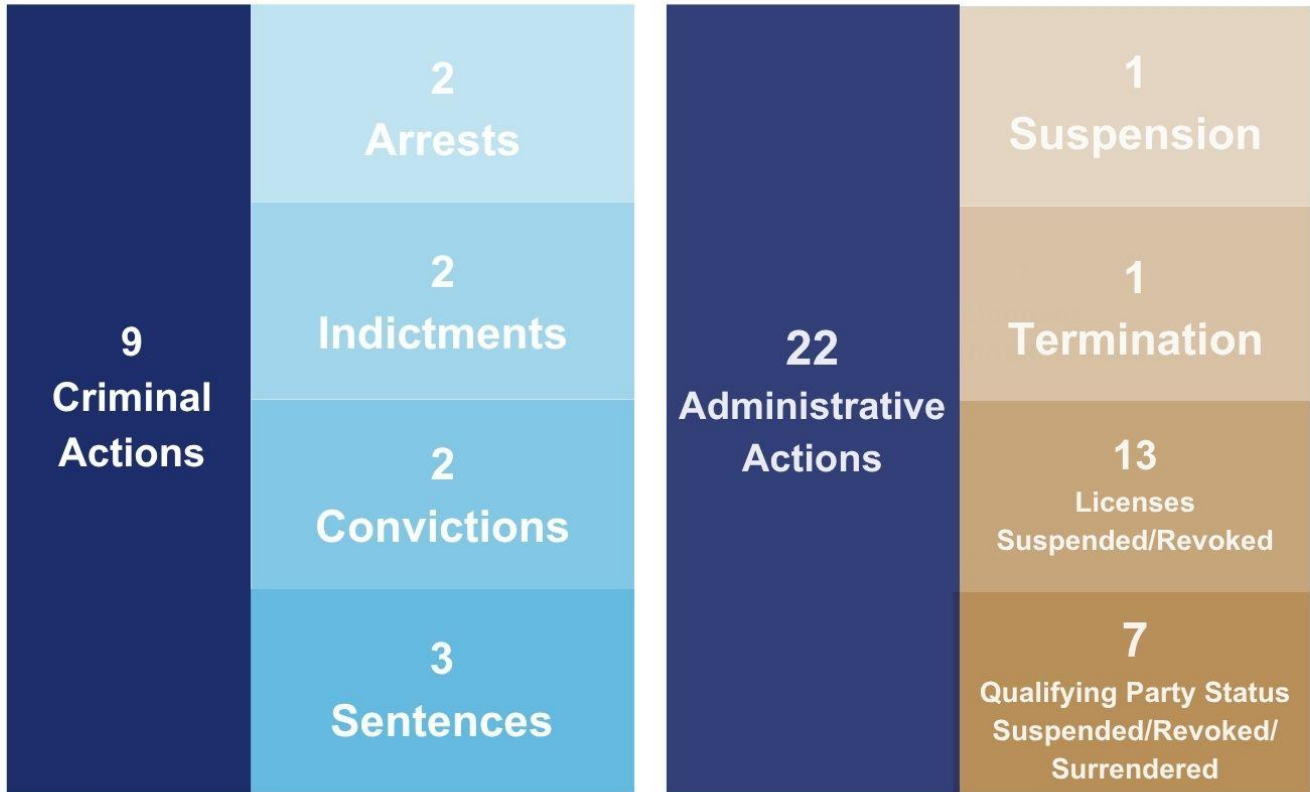 9
Criminal
Actions
2
Arrests
2
Indictments
2
Convictions
3
Sentences
22
Administrative
Actions
1
Suspension
1
Termination
13
Licenses
Suspended/Revoked
7
Qualifying Party Status
Suspended/Revoked/
Surrendered